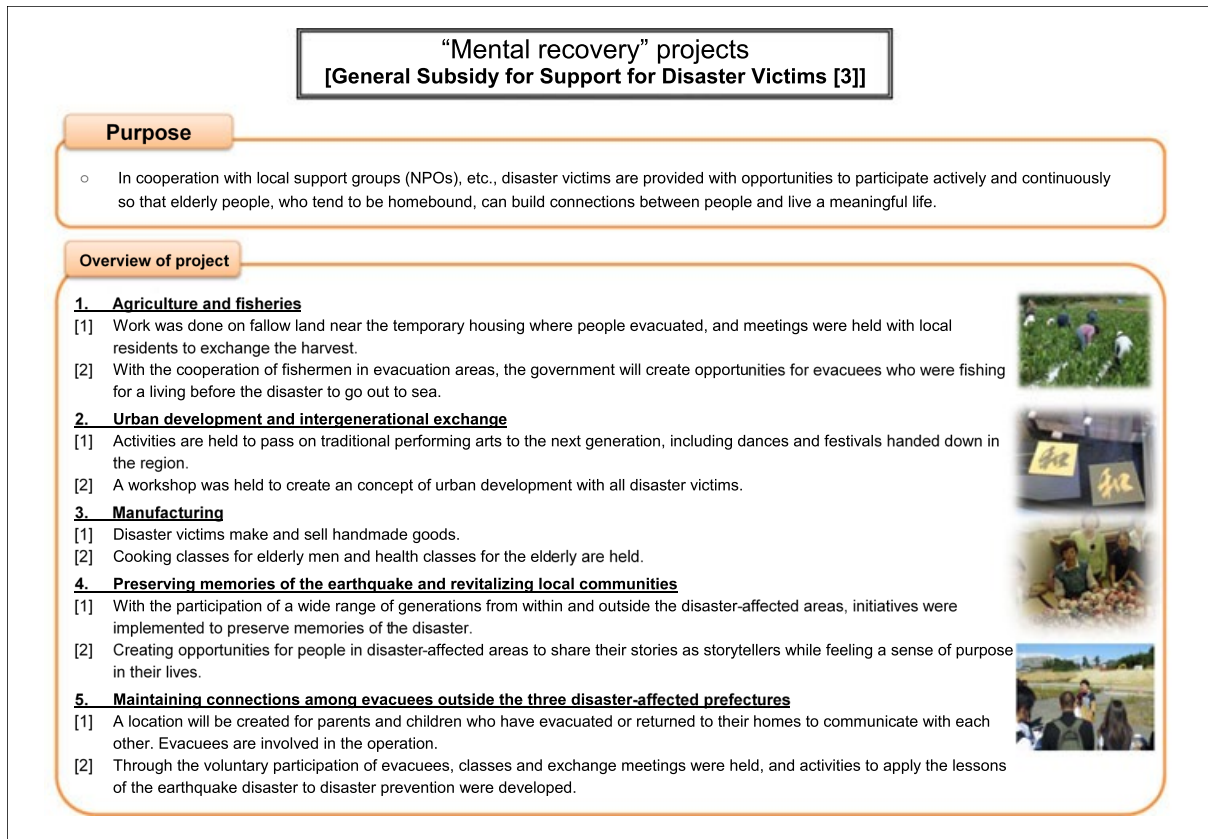 “Mental recovery” projects
[General Subsidy for Support for Disaster Victims [3]]
Purpose
○ In cooperation with local support groups (NPOs), etc., disaster victims are provided with opportunities to participate actively and continuously
so that elderly people, who tend to be homebound, can build connections between people and live a meaningful life.
Overview of project
1. Agriculture and fisheries
[1] Work was done on fallow land near the temporary housing where people evacuated, and meetings were held with local
residents to exchange the harvest.
[2] With the cooperation of fishermen in evacuation areas, the government will create opportunities for evacuees who were fishing
for a living before the disaster to go out to sea.
2. Urban development and intergenerational exchange
[1] Activities are held to pass on traditional performing arts to the next generation, including dances and festivals handed down in
the region.
[2] A workshop was held to create an concept of urban development with all disaster victims.
和
和
3. Manufacturing
[1] Disaster victims make and sell handmade goods.
[2] Cooking classes for elderly men and health classes for the elderly are held.
4. Preserving memories of the earthquake and revitalizing local communities
[1] With the participation of a wide range of generations from within and outside the disaster-affected areas, initiatives were
implemented to preserve memories of the disaster.
[2] Creating opportunities for people in disaster-affected areas to share their stories as storytellers while feeling a sense of purpose
in their lives.
5. Maintaining connections among evacuees outside the three disaster-affected prefectures
[1] A location will be created for parents and children who have evacuated or returned to their homes to communicate with each
other. Evacuees are involved in the operation.
[2] Through the voluntary participation of evacuees, classes and exchange meetings were held, and activities to apply the lessons
of the earthquake disaster to disaster prevention were developed.